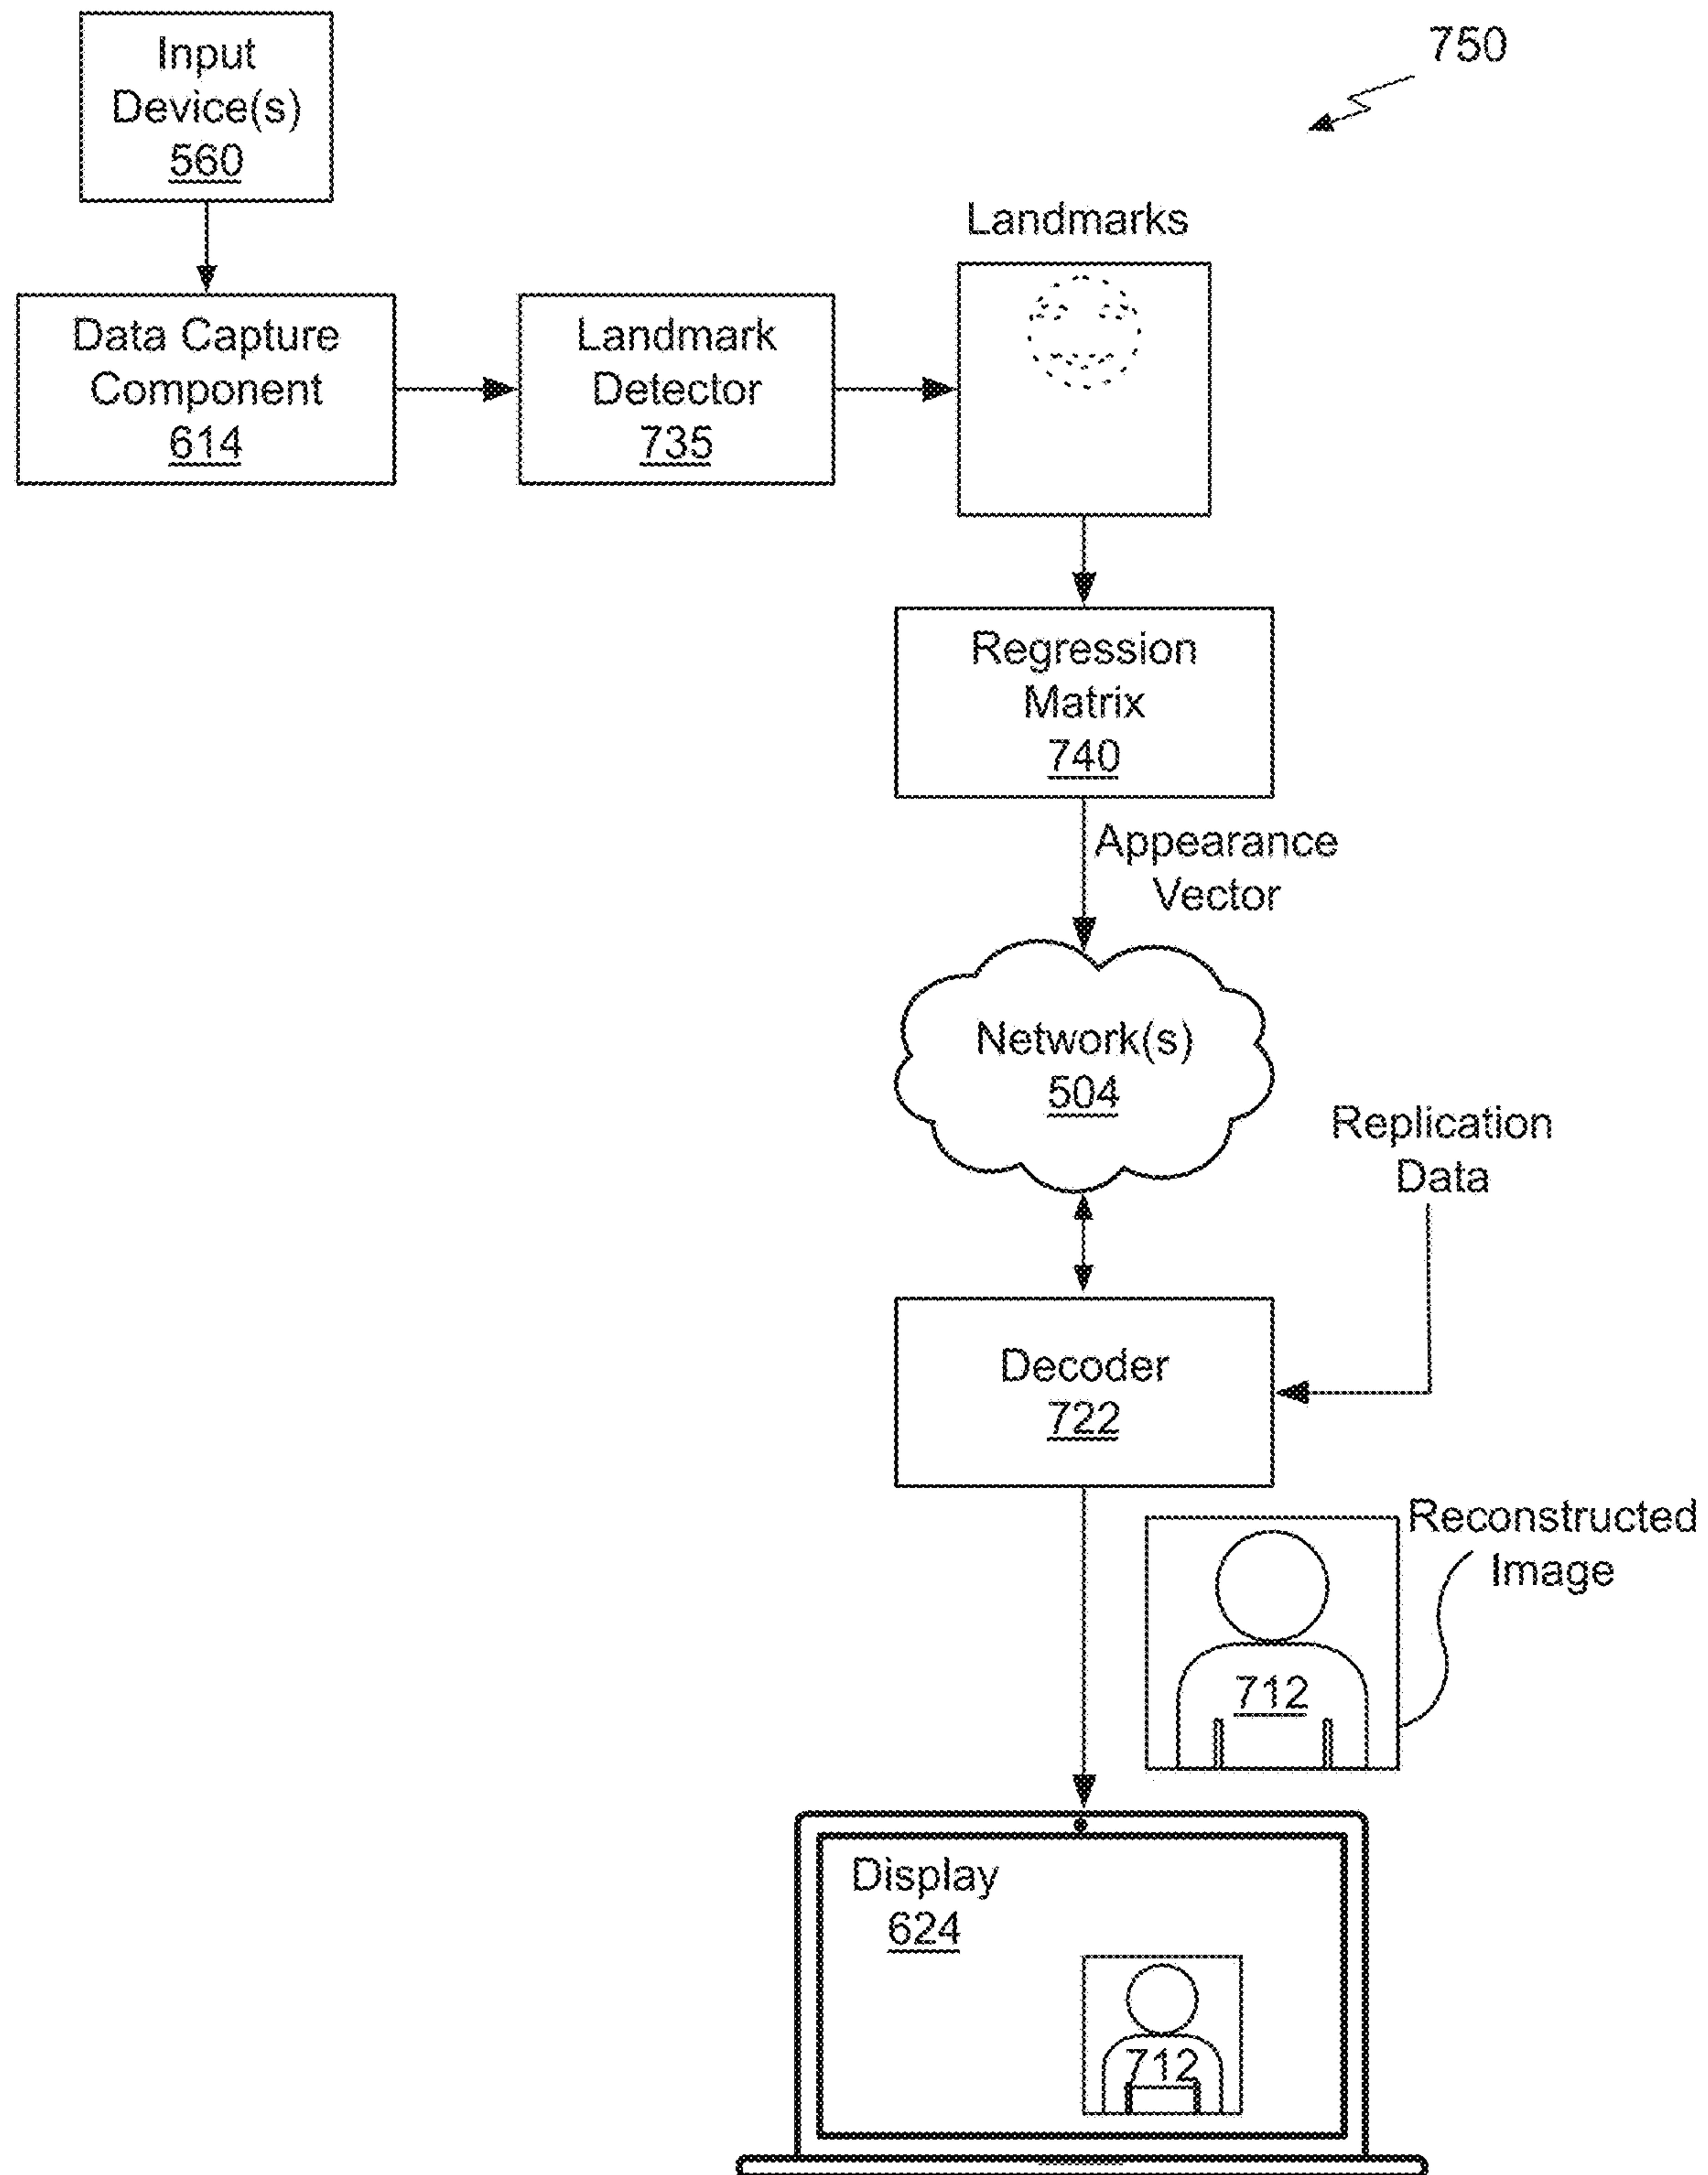 750
Input
Device(s)
560
Landmarks
Data Capture
Component
614
Landmark
Detector
735
Regression
Matrix
740
Appearance
Vector
Network(s)
504
Replication
Data
Decoder
722
Reconstructed
Image
712
Display
624
712